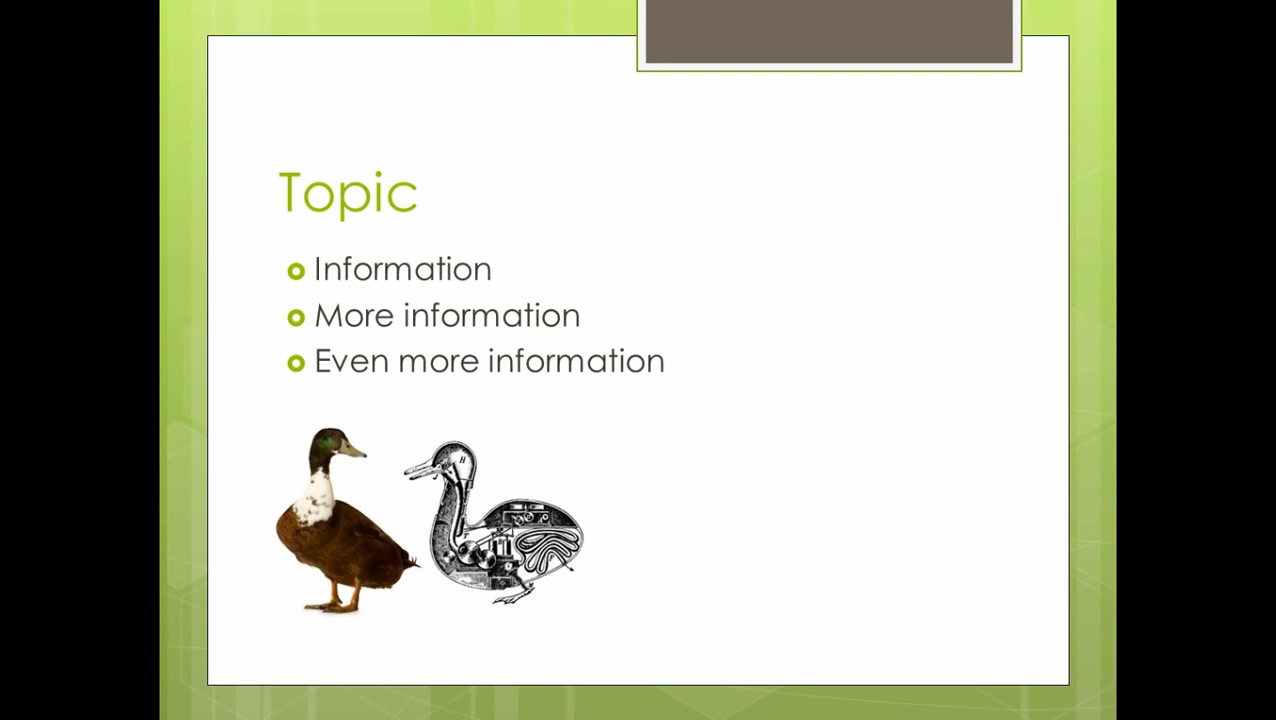 Topic
Information
More information
Even more information
H